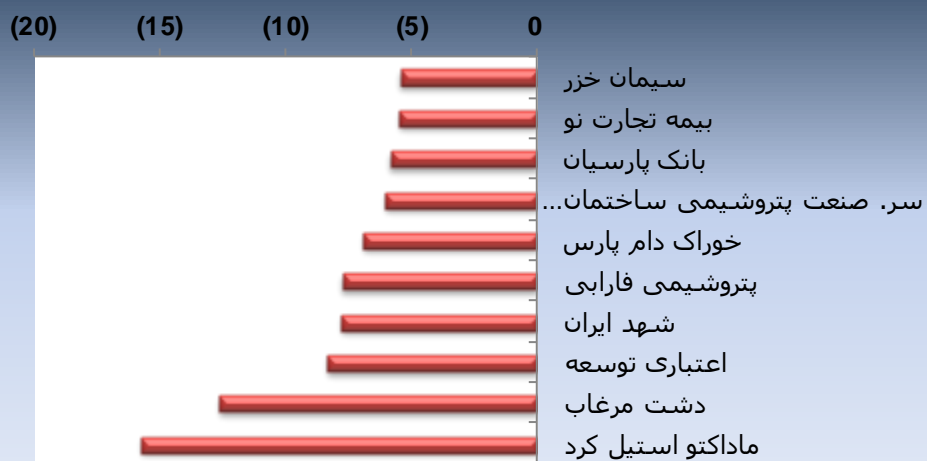 (20) (15) (10) (5) 0
سیمان خزر
بیمه تجارت نو
بانک پارسیان
سر. صنعت پتروشیمی ساختمان...
خوراک دام پارس
پتروشیمی فارابی
شهد ایران
اعتباری توسعه
دشت مرغاب
ماداکتو استیل کرد